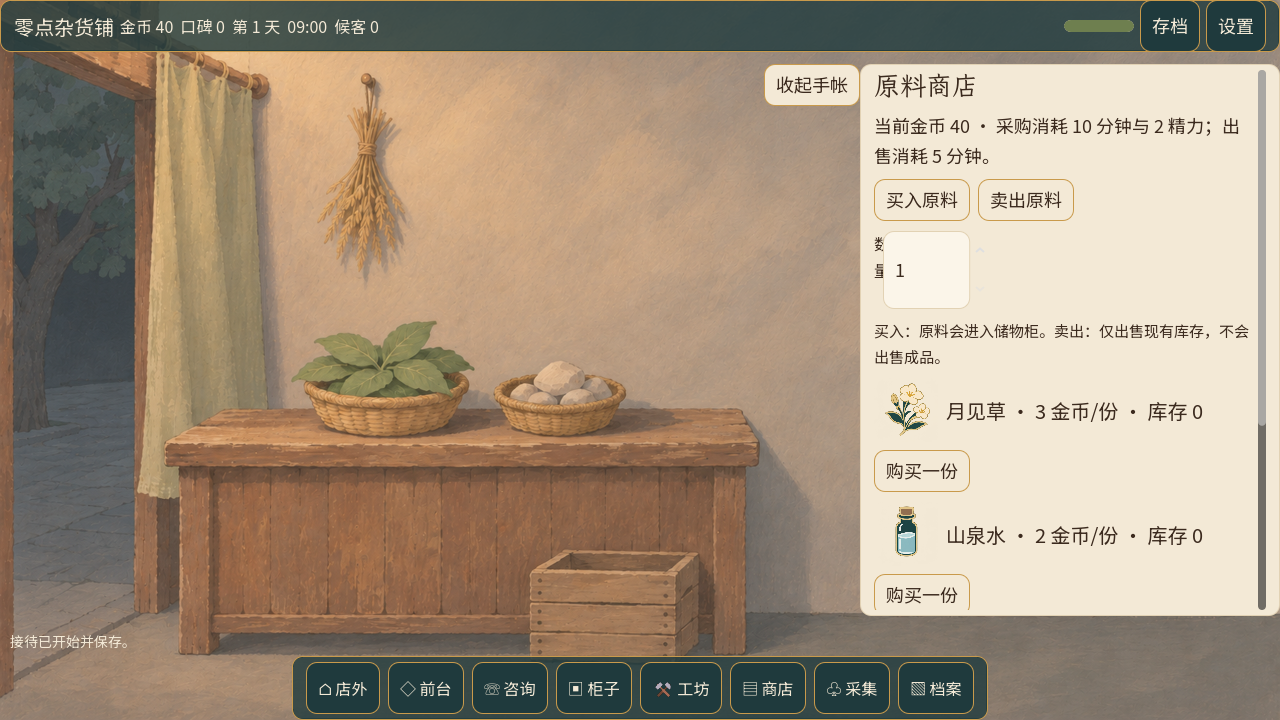 零点杂货铺 金币 40 口碑 0 第 1 天 09:00 候客 0
存档
设置
收起手帐
原料商店
当前金币 40 · 采购消耗 10 分钟与 2 精力；出
售消耗 5 分钟。
买入原料
卖出原料
数
量
1
买入：原料会进入储物柜。卖出：仅出售现有库存，不会
出售成品。
月见草 · 3 金币/份 · 库存 0
购买一份
山泉水 · 2 金币/份 · 库存 0
购买一份
接待已开始并保存。
店外
前台
咨询
柜子
工坊
商店
采集
档案